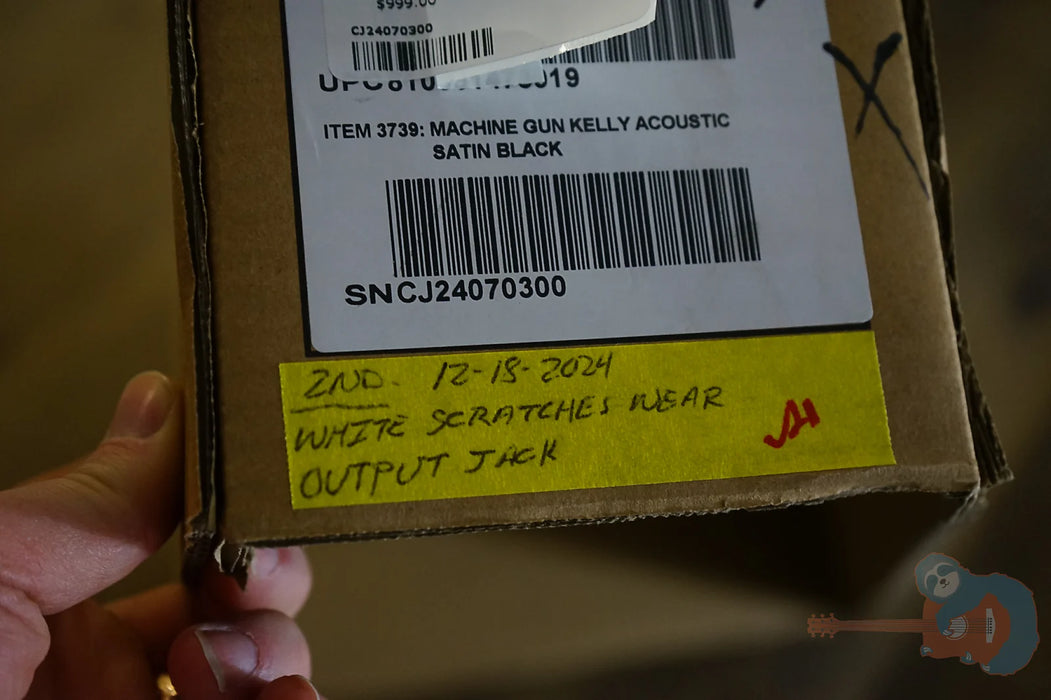 $999.00
CJ24070300
ITEM 3739: MACHINE GUN KELLY ACOUSTIC
SATIN BLACK
SNCJ24070300
2ND. 12-18-2024
WHITE SCRATCHES NEAR
OUTPUT JACK